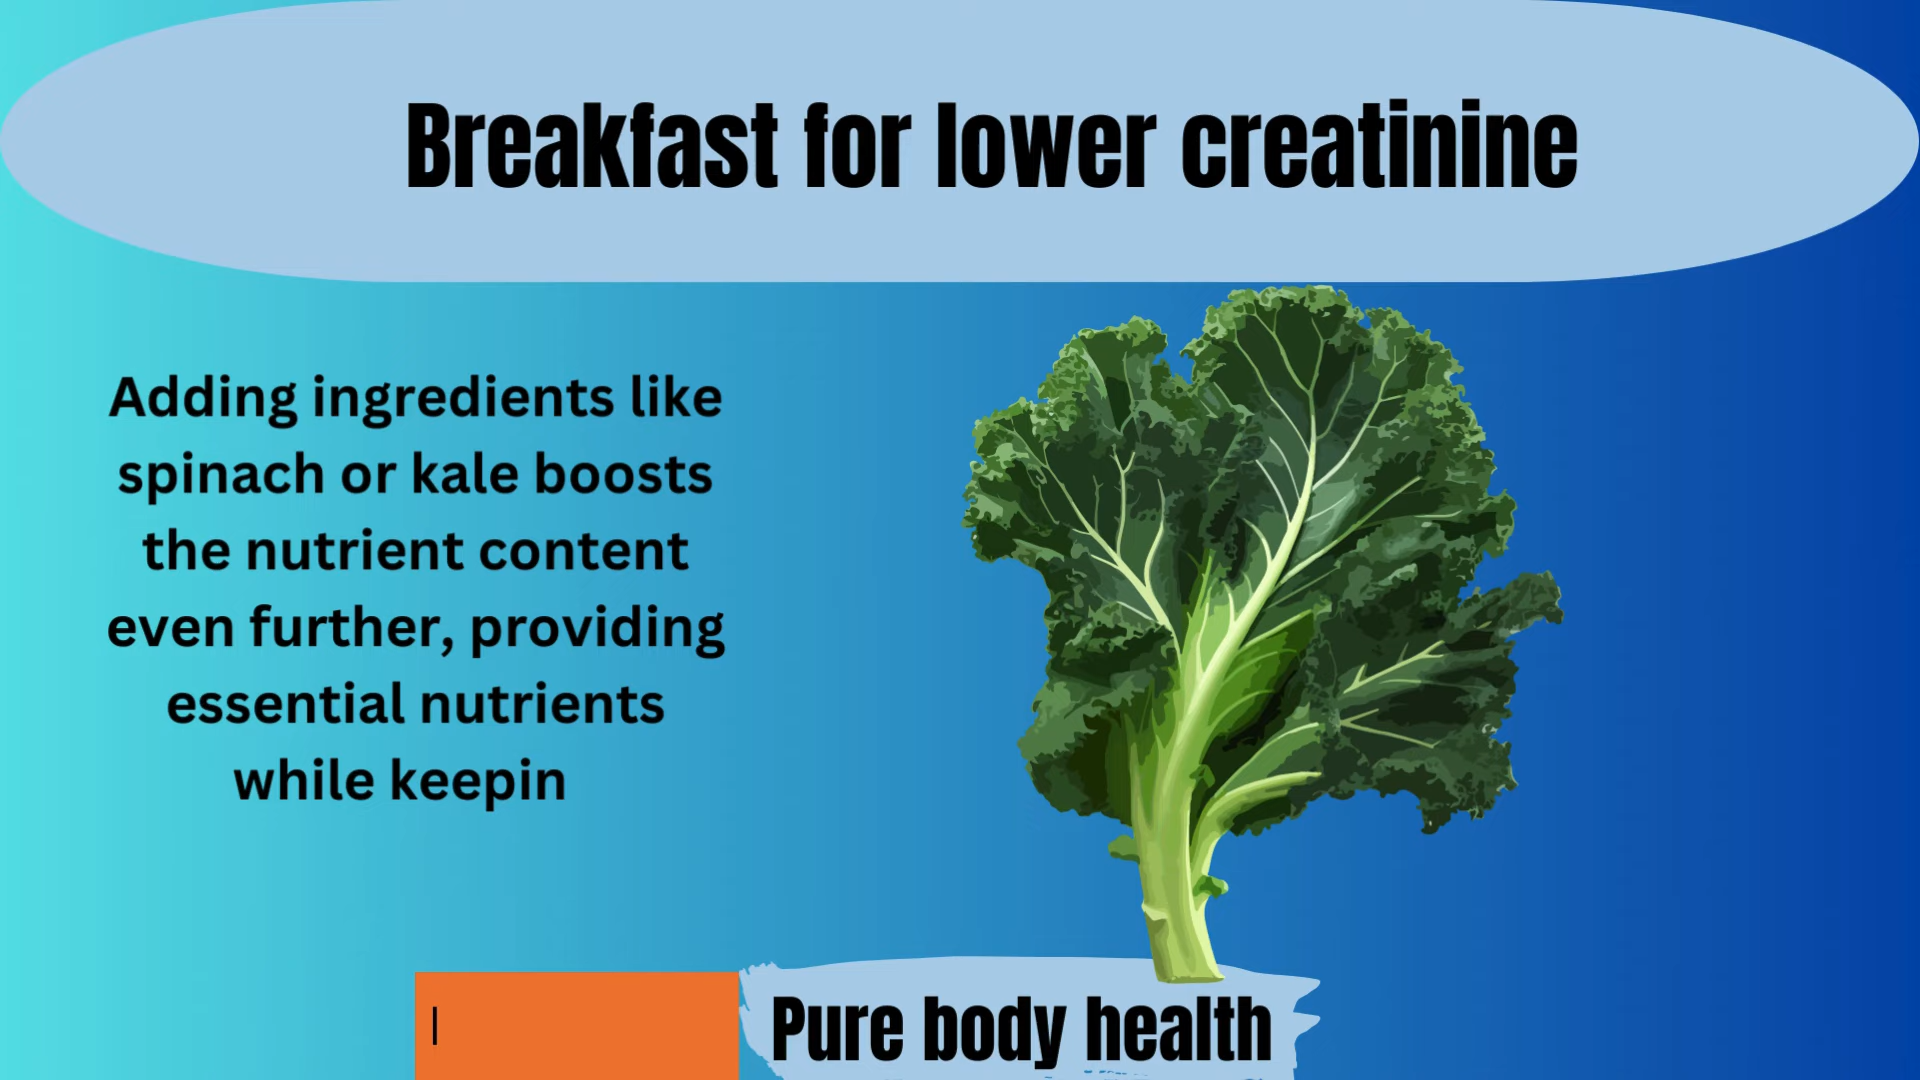 Breakfast for lower creatinine
Adding ingredients like
spinach or kale boosts
the nutrient content
even further, providing
essential nutrients
while keepin
Pure body health